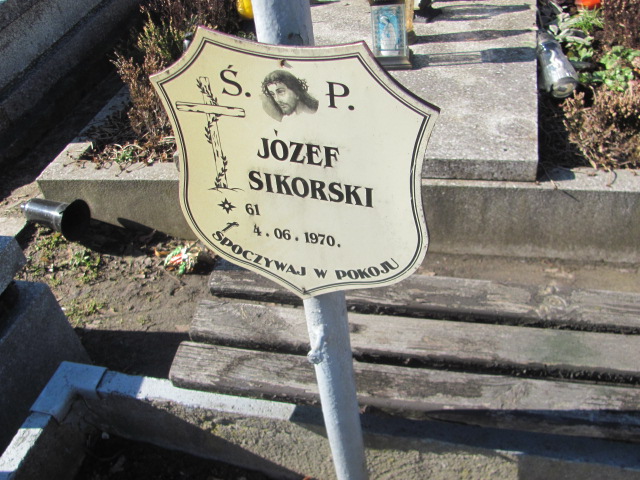 Ś. P.
JÓZEF
SIKORSKI
61
4.06.1970.
SPOCZYWAJ W POKOJU